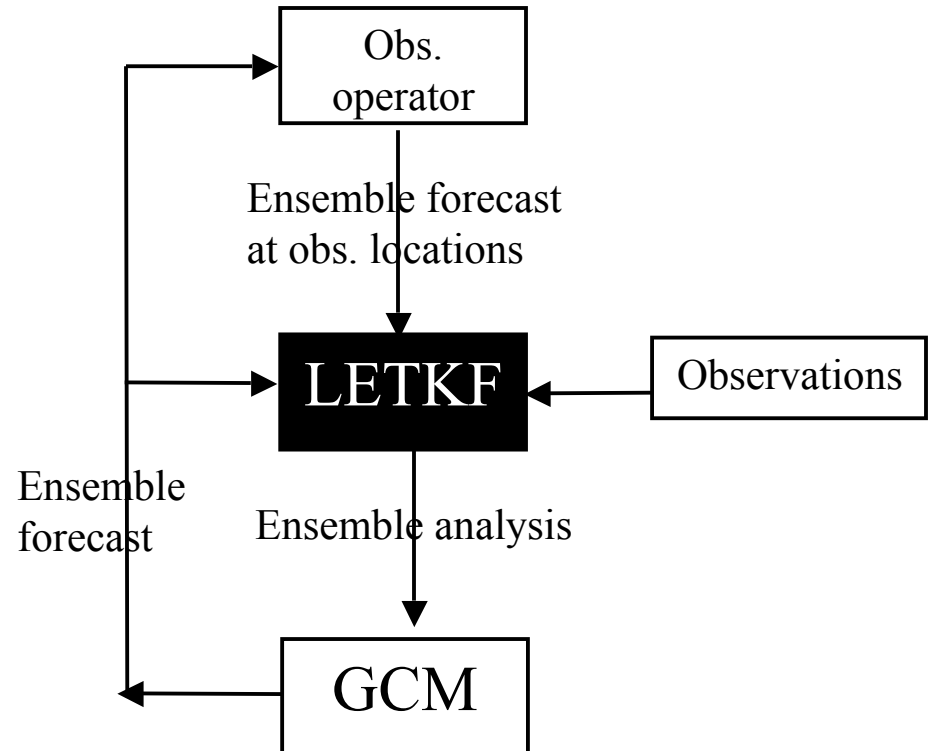 Obs.
operator
Ensemble forecast
at obs. locations
LETKF
Observations
Ensemble
forecast
Ensemble analysis
GCM